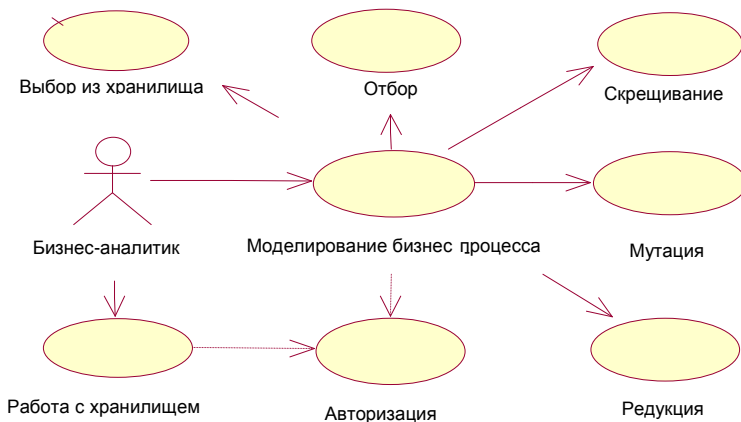 Выбор из хранилища
Отбор
Скрещивание
Бизнес-аналитик
Моделирование бизнес процесса
Мутация
Работа с хранилищем
Авторизация
Редукция